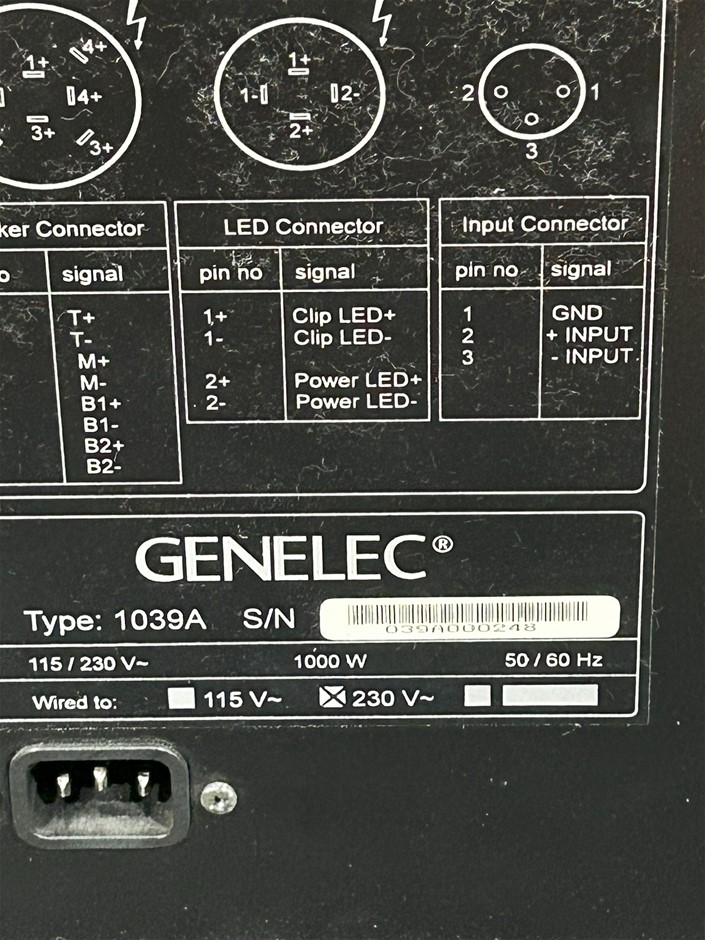 4+
1+
4+
3+
3+
1+
1-
2-
2+
2
1
3
ker Connector
o signal
T+
T-
M+
M-
B1+
B1-
B2+
B2-
LED Connector
pin no signal
1+ Clip LED+
1- Clip LED-
2+ Power LED+
2- Power LED-
Input Connector
pin no signal
1 GND
2 + INPUT
3 - INPUT
GENELEC®
Type: 1039A S/N 039A000248
115 / 230 V~ 1000 W 50 / 60 Hz
Wired to: 115 V~ 230 V~